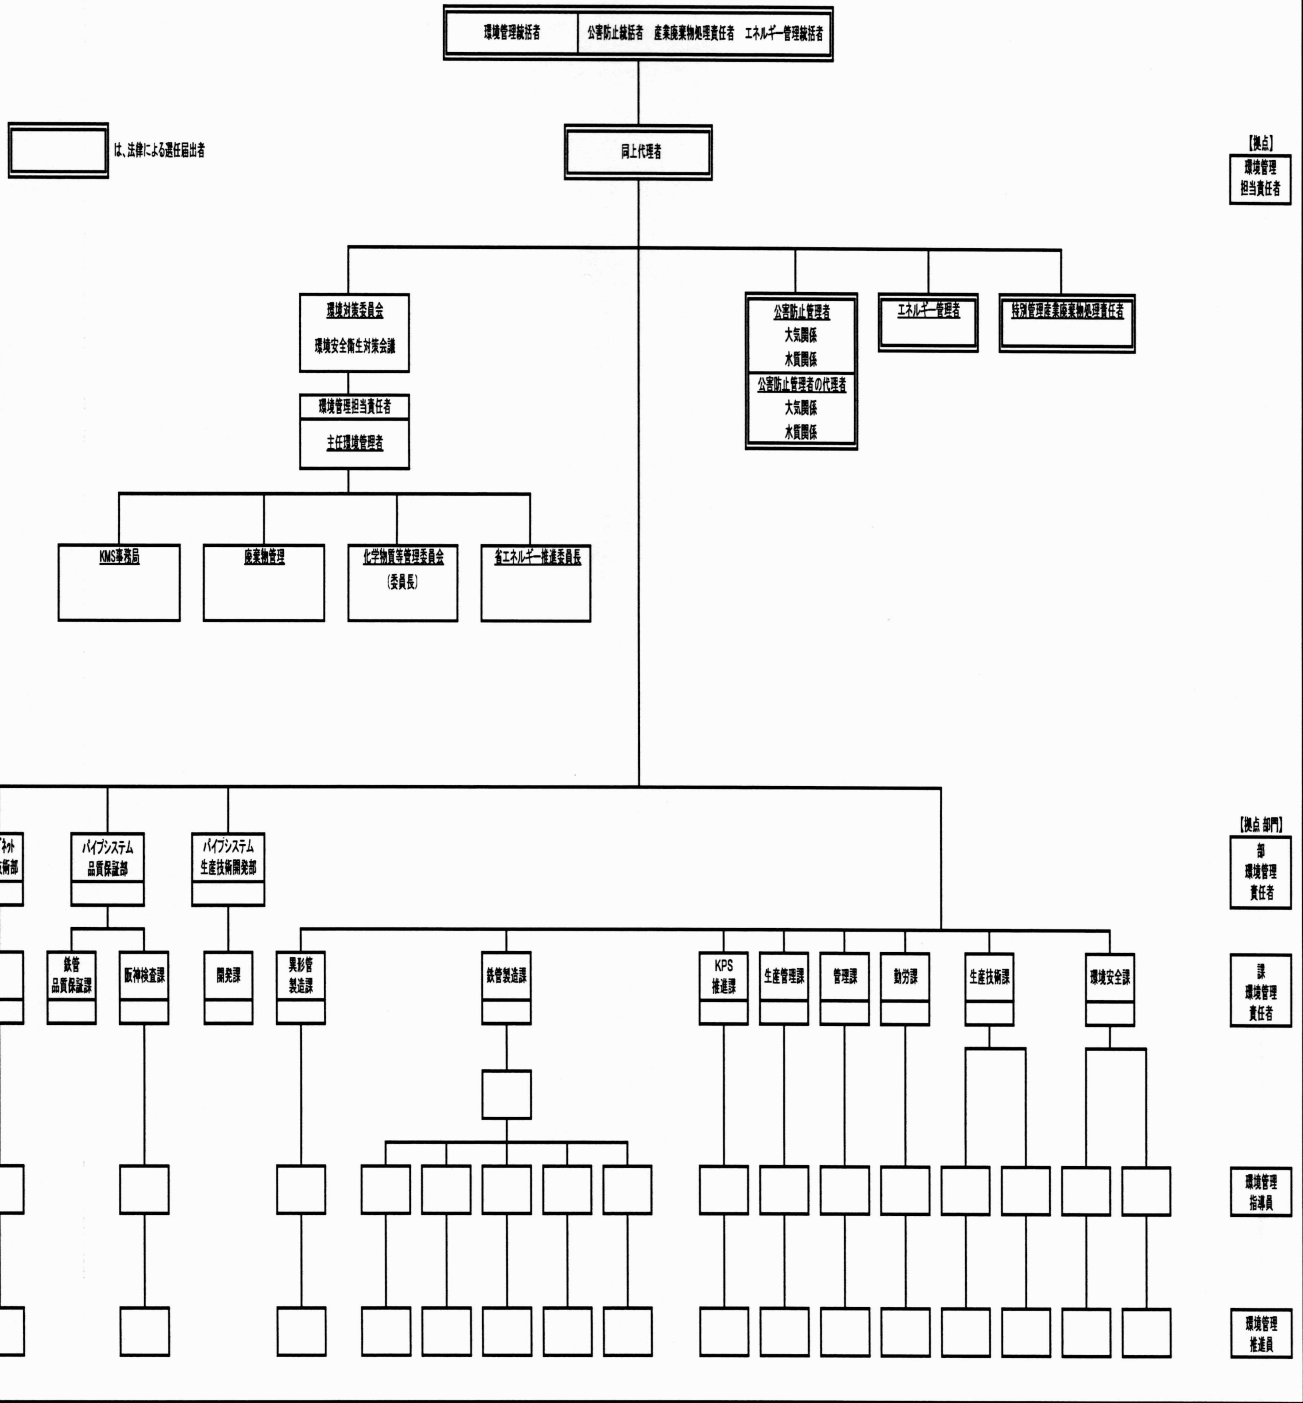 環境管理統括者
公害防止統括者 産業廃棄物処理責任者 エネルギー管理統括者
は、法律による選任届出者
同上代理者
【拠点】
環境管理
担当責任者
環境対策委員会
環境安全衛生対策会議
公害防止管理者
大気関係
水質関係
公害防止管理者の代理者
大気関係
水質関係
エネルギー管理者
特別管理産業廃棄物処理責任者
環境管理担当責任者
主任環境管理者
KMS事務局
廃棄物管理
化学物質等管理委員会
(委員長)
省エネルギー推進委員長
術部
パイプシステム
品質保証部
パイプシステム
生産技術開発部
【拠点 部門】
部
環境管理
責任者
鉄管
品質保証課
阪神検査課
開発課
異形管
製造課
鉄管製造課
KPS
推進課
生産管理課
管理課
勤労課
生産技術課
環境安全課
課
環境管理
責任者
環境管理
指導員
環境管理
推進員